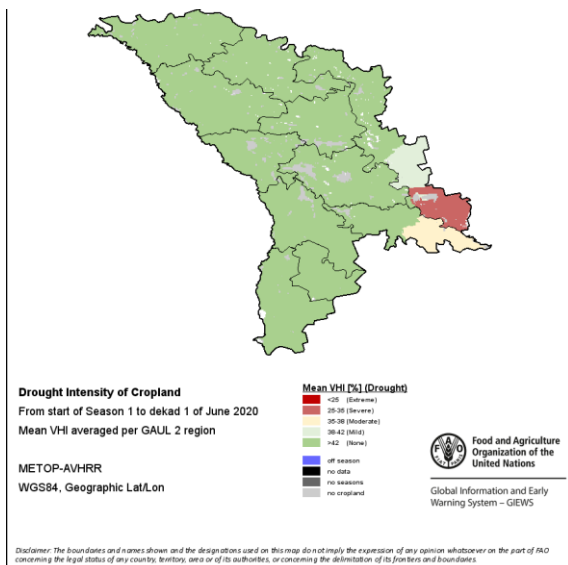 Drought Intensity of Cropland
From start of Season 1 to dekad 1 of June 2020
Mean VHI averaged per GAUL 2 region
METOP-AVHRR
WGS84, Geographic Lat/Lon
Mean VHI [%] (Drought)
<25 (Extreme)
25-35 (Severe)
35-38 (Moderate)
38-42 (Mild)
>42 (None)
off season
no data
no seasons
no cropland
FAO
FIAT PANIS
Food and Agriculture
Organization of the
United Nations
Global Information and Early
Warning System – GIEWS
Disclaimer: The boundaries and names shown and the designations used on this map do not imply the expression of any opinion whatsoever on the part of FAO
concerning the legal status of any country, territory, area or of its authorities, or concerning the delimitation of its frontiers and boundaries.